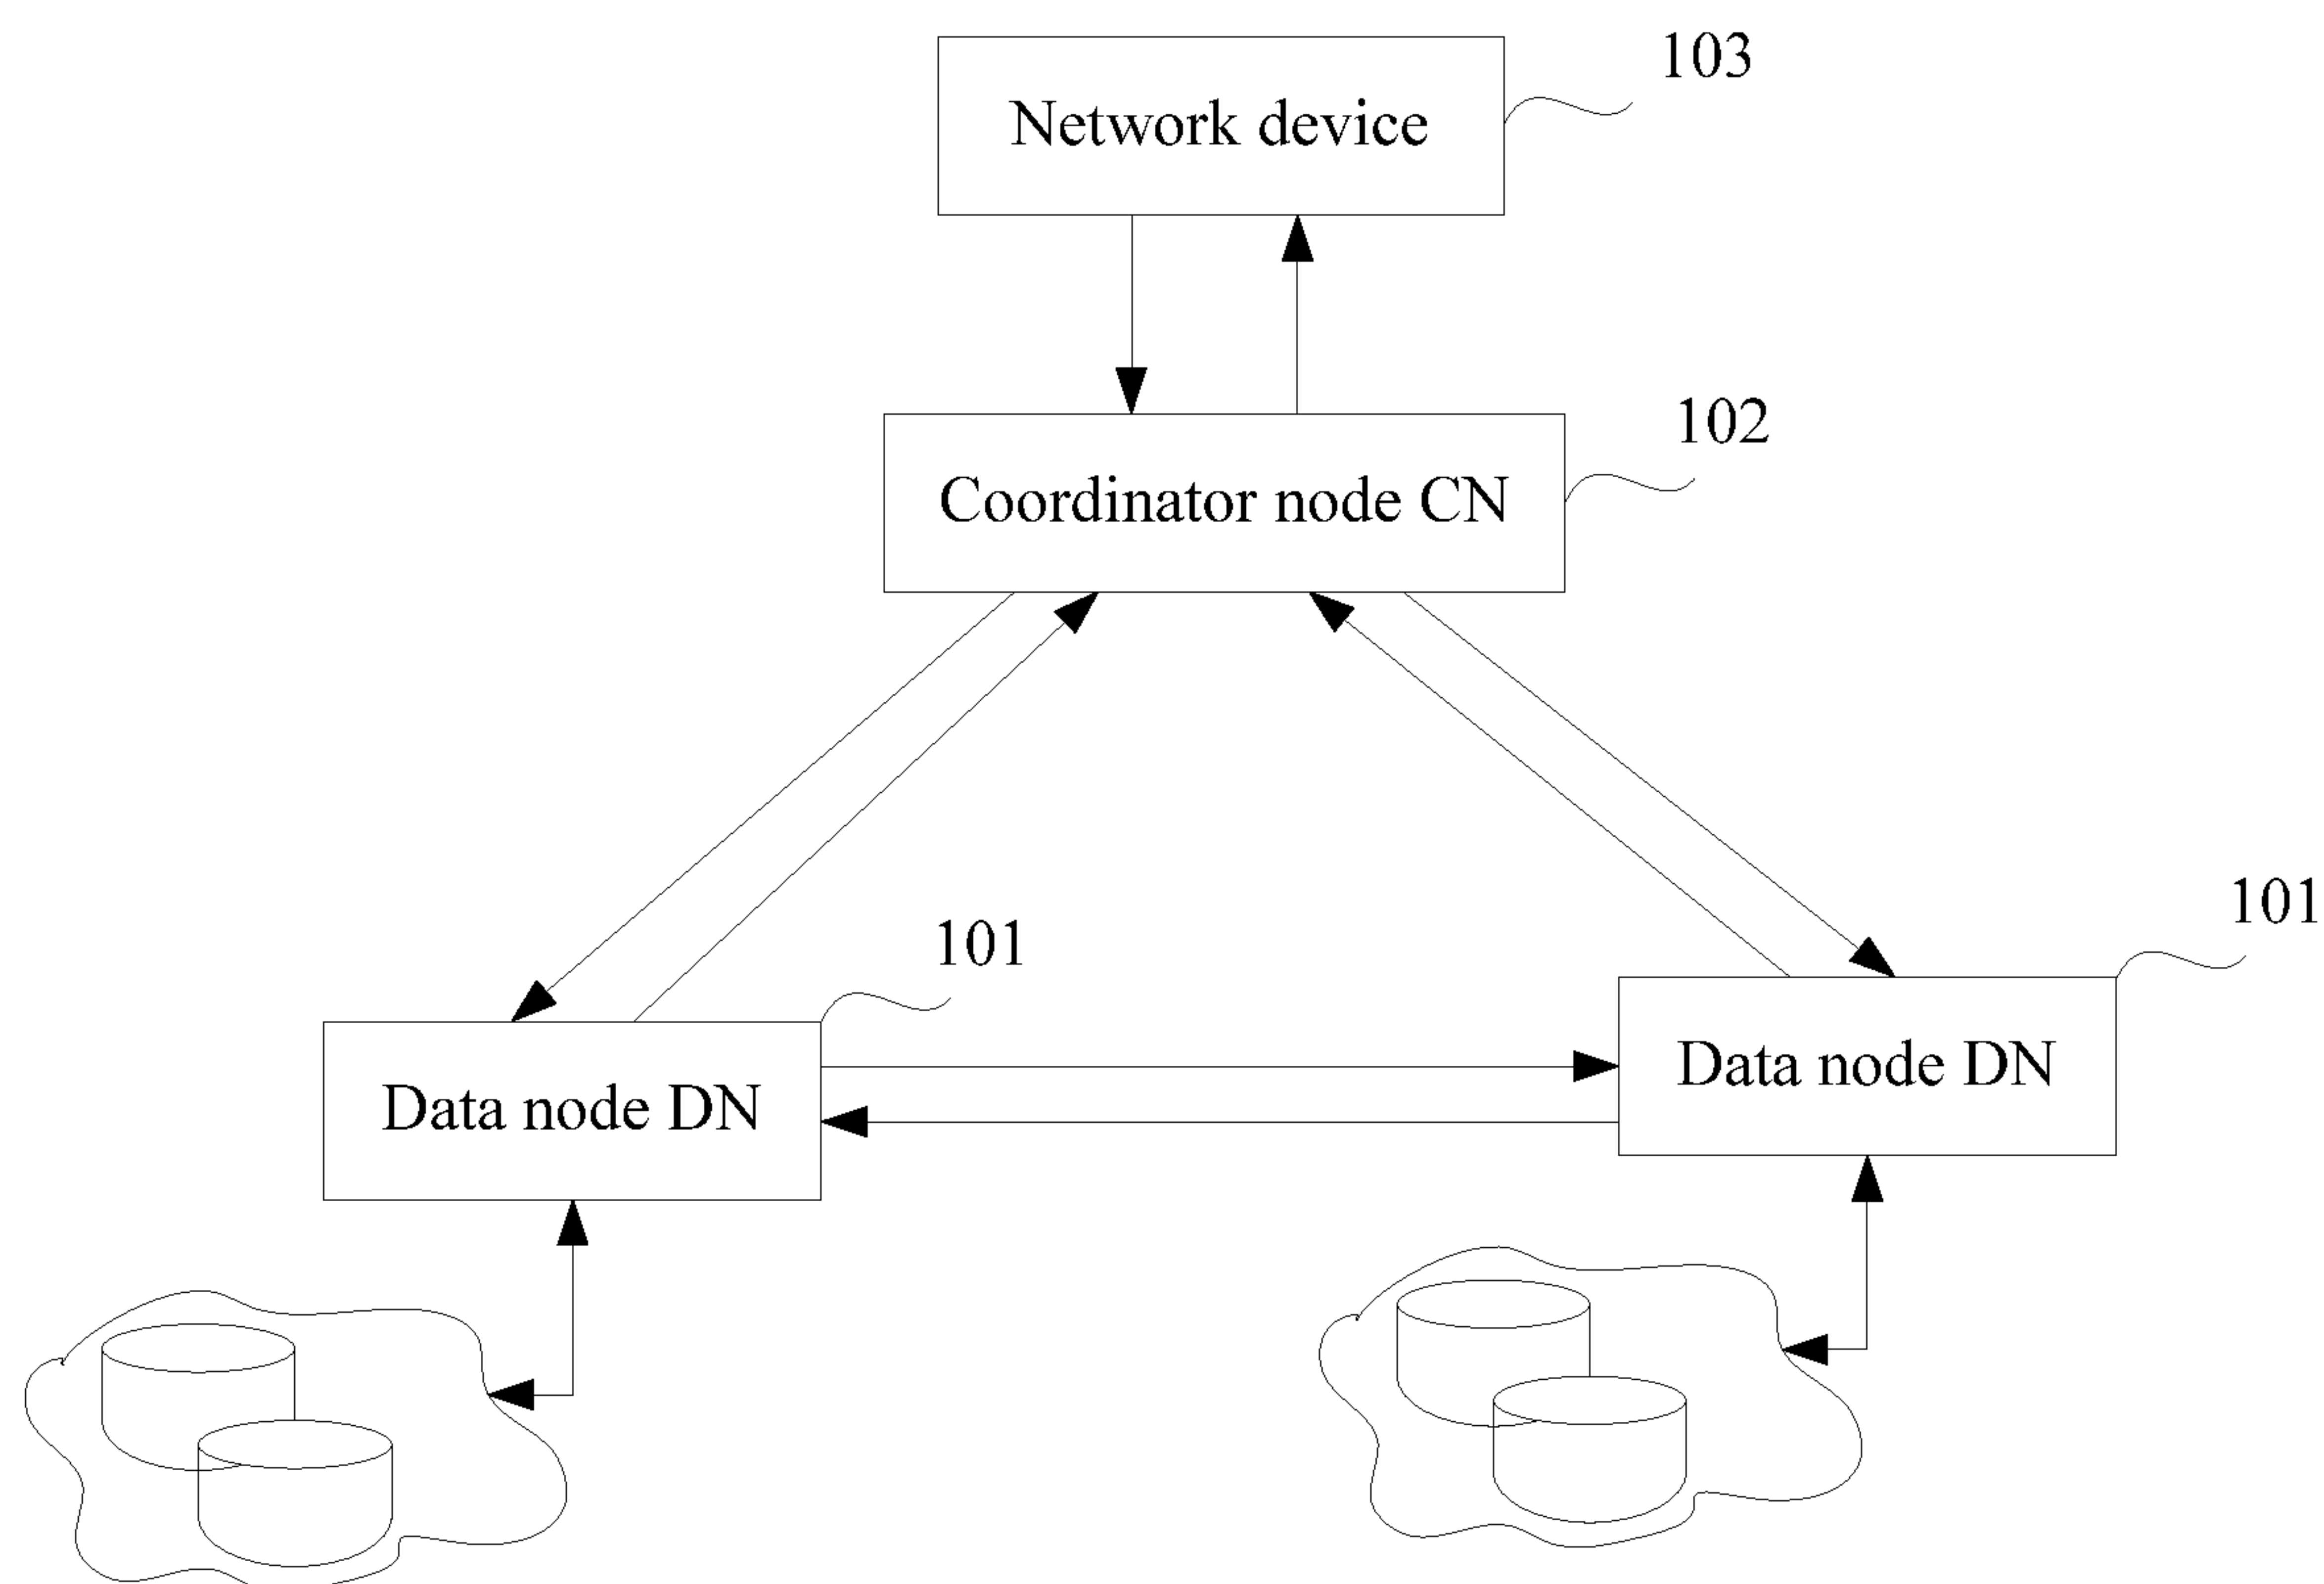 103
Network device
102
Coordinator node CN
101
101
Data node DN
Data node DN